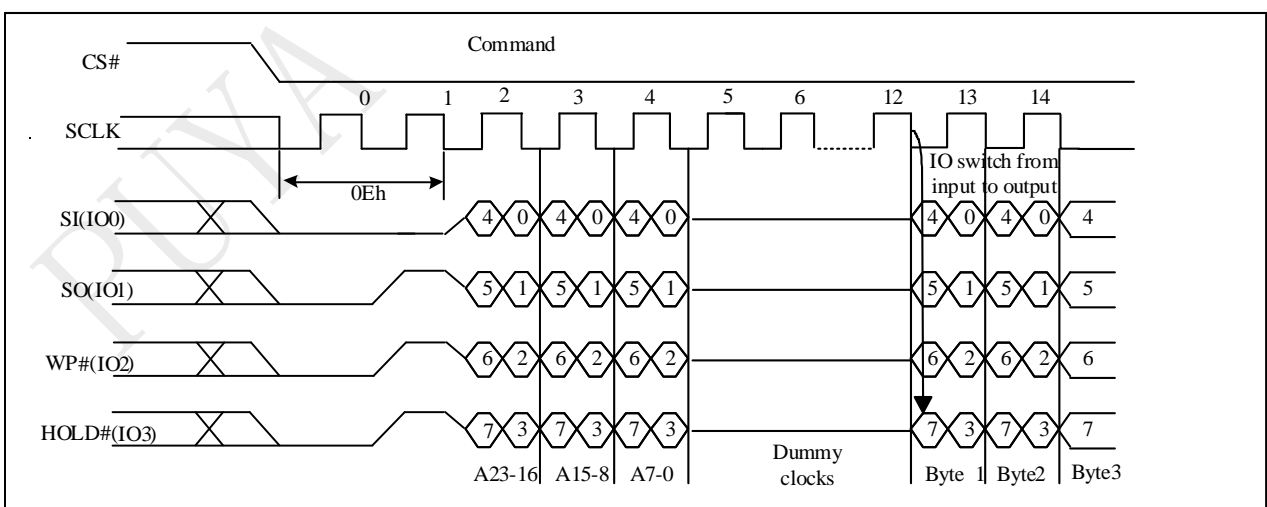 PUYA
CS# Command
0 1 2 3 4 5 6 12 13 14
SCLK
IO switch from
input to output
0Eh
SI(IO0) 4 0 4 0 4 0 4 0 4 0 4
SO(IO1) 5 1 5 1 5 1 5 1 5 1 5
WP#(IO2) 6 2 6 2 6 2 6 2 6 2 6
HOLD#(IO3) 7 3 7 3 7 3 7 3 7 3 7
A23-16 A15-8 A7-0 Dummy
clocks Byte 1 Byte2 Byte3